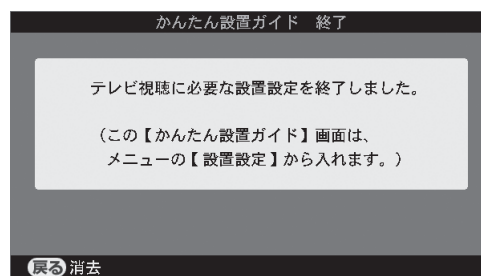 かんたん設置ガイド　終了
テレビ視聴に必要な設置設定を終了しました。
（この【かんたん設置ガイド】画面は、
メニューの【設置設定】から入れます。）
戻る 消去